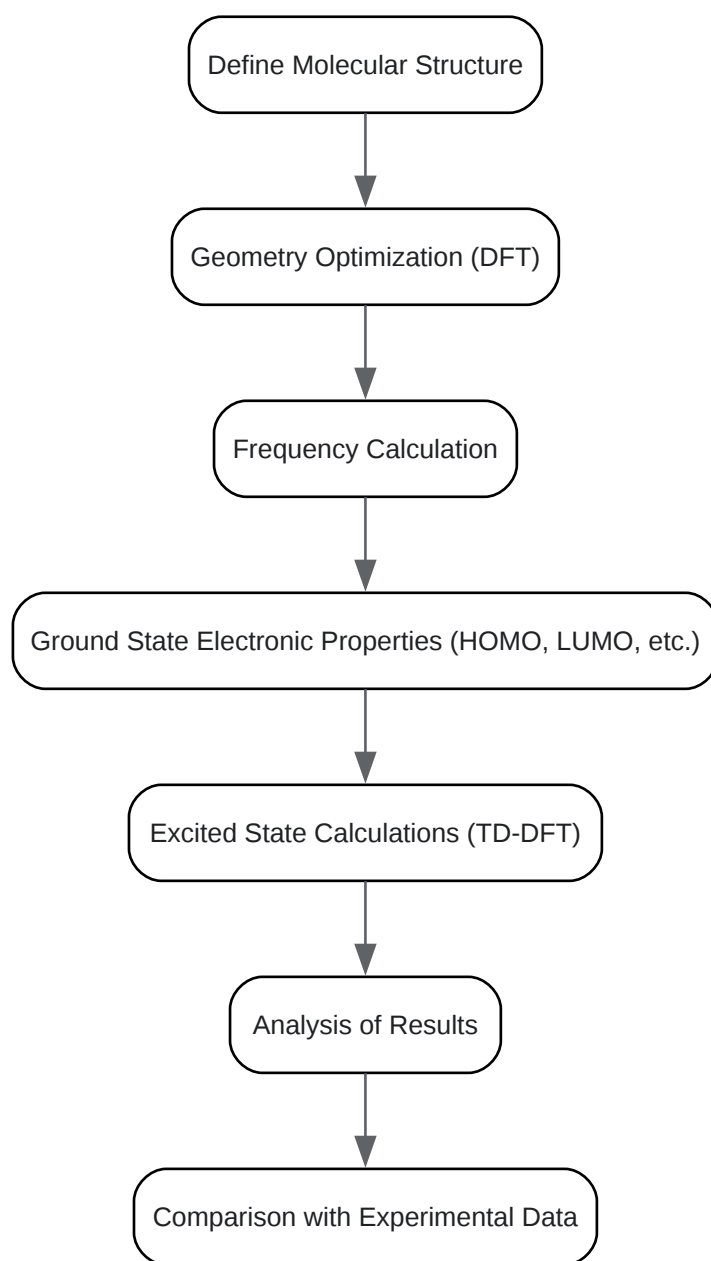 Define Molecular Structure
Geometry Optimization (DFT)
Frequency Calculation
Ground State Electronic Properties (HOMO, LUMO, etc.)
Excited State Calculations (TD-DFT)
Analysis of Results
Comparison with Experimental Data